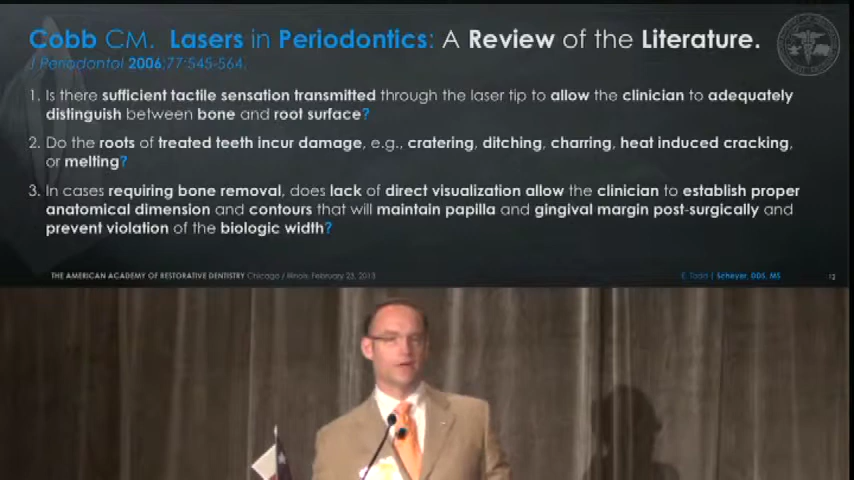 Cobb CM. Lasers in Periodontics: A Review of the Literature.
J Periodontol 2006;77:545-564.
1. Is there sufficient tactile sensation transmitted through the laser tip to allow the clinician to adequately
distinguish between bone and root surface?
2. Do the roots of treated teeth incur damage, e.g., cratering, ditching, charring, heat induced cracking,
or melting?
3. In cases requiring bone removal, does lack of direct visualization allow the clinician to establish proper
anatomical dimension and contours that will maintain papilla and gingival margin post-surgically and
prevent violation of the biologic width?
THE AMERICAN ACADEMY OF RESTORATIVE DENTISTRY Chicago / Illinois February 23, 2013
E. Todd | Scheyer, DDS, MS
12